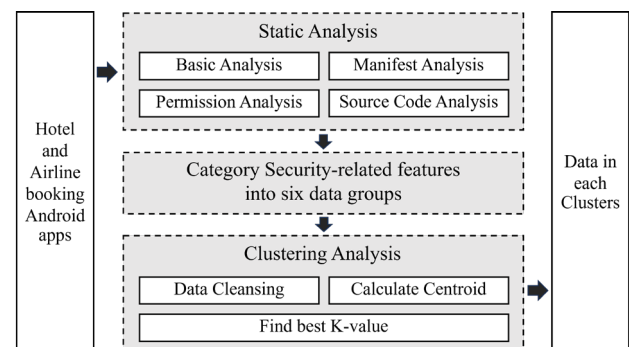 Hotel
and
Airline
booking
Android
apps
Static Analysis
Basic Analysis
Manifest Analysis
Permission Analysis
Source Code Analysis
Category Security-related features
into six data groups
Clustering Analysis
Data Cleansing
Calculate Centroid
Find best K-value
Data in
each
Clusters